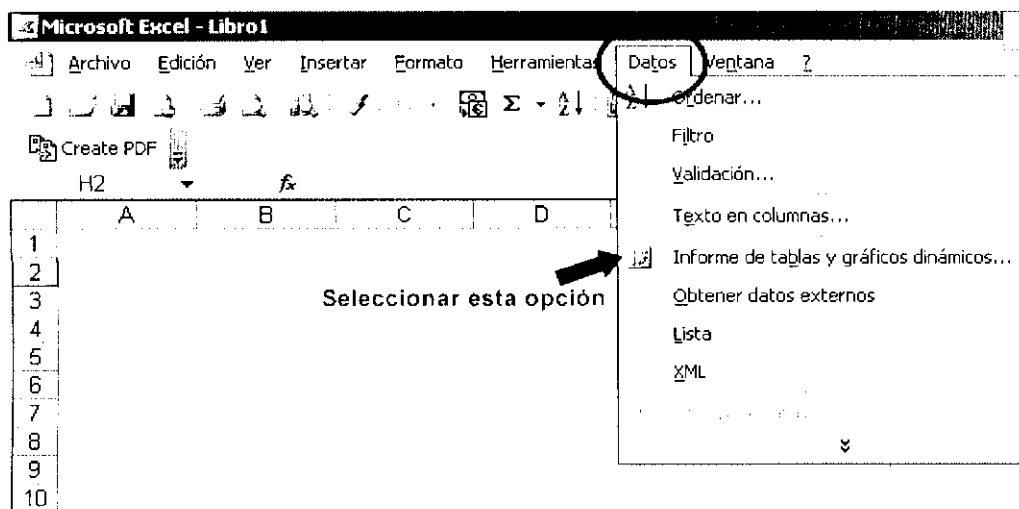 Microsoft Excel - Libro1
Archivo Edición Ver Insertar Formato Herramientas Datos Ventana ?
Σ
Create PDF
H2 fx
A B C D
1
2
3
4
5
6
7
8
9
10
Ordenar...
Filtro
Validación...
Texto en columnas...
Informe de tablas y gráficos dinámicos...
Obtener datos externos
Lista
XML
Seleccionar esta opción